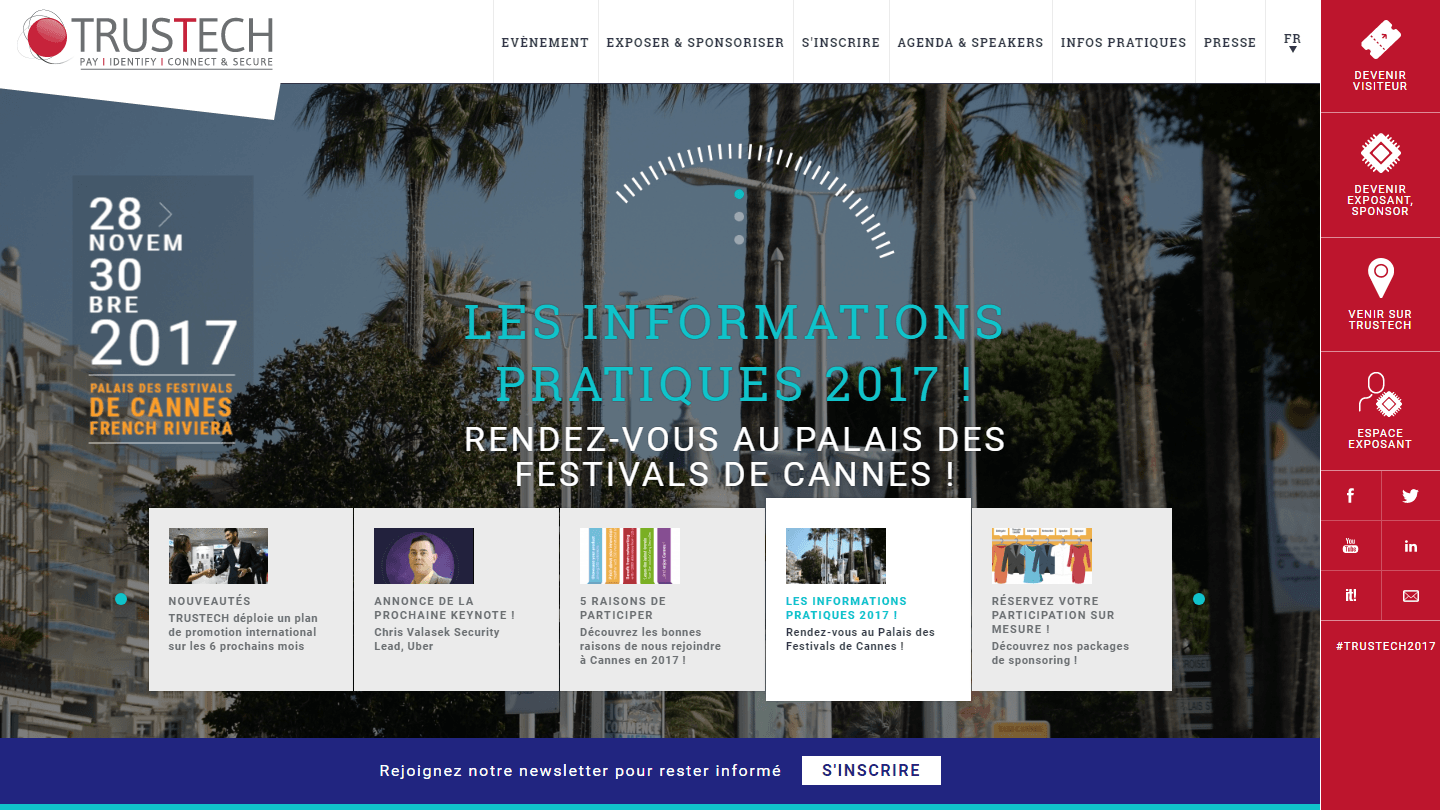 TRUSTECH
PAY | IDENTIFY | CONNECT & SECURE
EVÈNEMENT
EXPOSER & SPONSORISER
S'INSCRIRE
AGENDA & SPEAKERS
INFOS PRATIQUES
PRESSE
FR
28
NOVEM
30
BRE
2017
PALAIS DES FESTIVALS
DE CANNES
FRENCH RIVIERA
LES INFORMATIONS
PRATIQUES 2017 !
RENDEZ-VOUS AU PALAIS DES
FESTIVALS DE CANNES !
NOUVEAUTÉS
TRUSTECH déploie un plan
de promotion international
sur les 6 prochains mois
ANNONCE DE LA
PROCHAINE KEYNOTE !
Chris Valasek Security
Lead, Uber
5 RAISONS DE
PARTICIPER
Découvrez les bonnes
raisons de nous rejoindre
à Cannes en 2017 !
LES INFORMATIONS
PRATIQUES 2017 !
Rendez-vous au Palais des
Festivals de Cannes !
RÉSERVEZ VOTRE
PARTICIPATION SUR
MESURE !
Découvrez nos packages
de sponsoring !
Rejoignez notre newsletter pour rester informé
S'INSCRIRE
DEVENIR
VISITEUR
DEVENIR
EXPOSANT,
SPONSOR
VENIR SUR
TRUSTECH
ESPACE
EXPOSANT
You
Tube
in
it!
#TRUSTECH2017